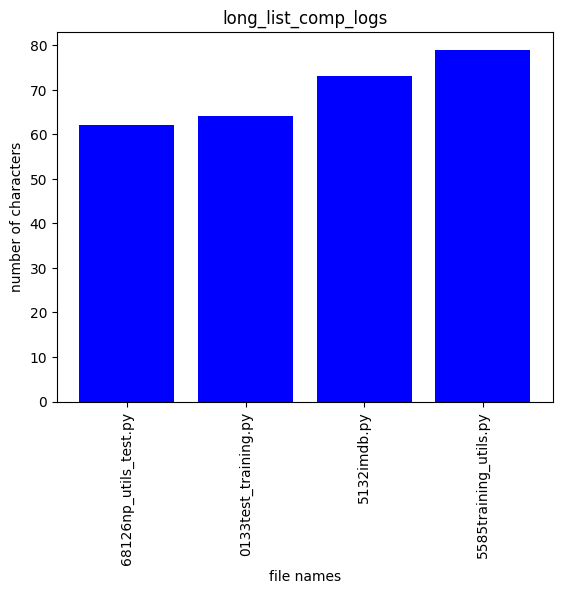 long_list_comp_logs
80
70
60
50
40
30
20
10
0
number of characters
68126np_utils_test.py
0133test_training.py
5132imdb.py
5585training_utils.py
file names